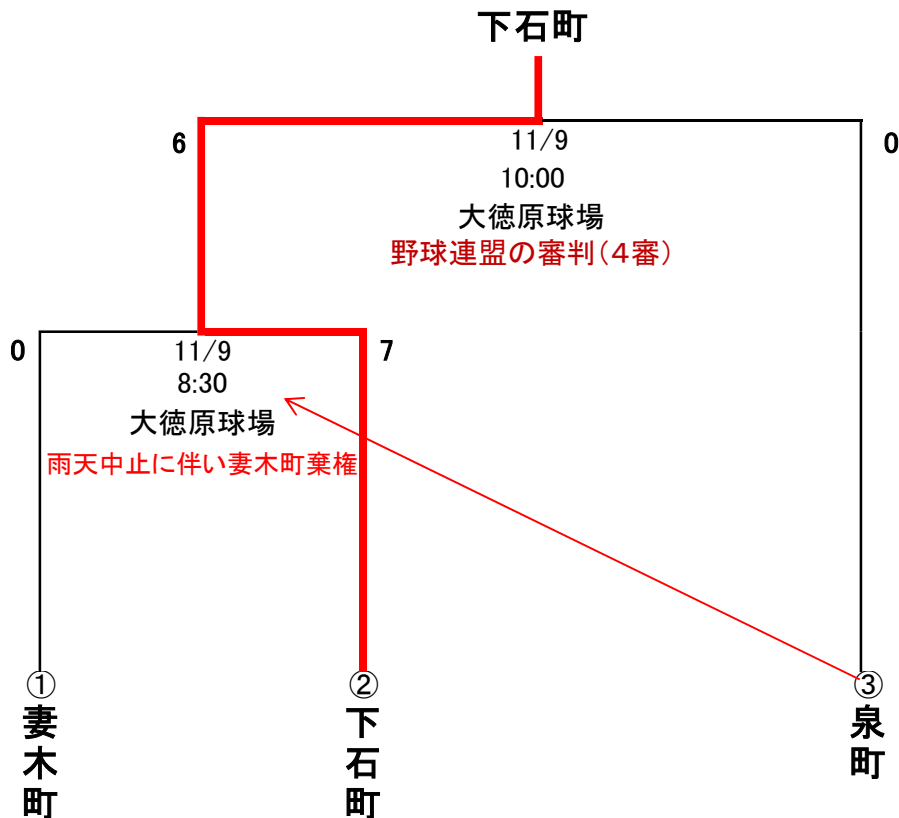 下石町
6
0
11/9
10:00
大徳原球場
野球連盟の審判(4審)
0
7
11/9
8:30
大徳原球場
雨天中止に伴い妻木町棄権
①
妻木町
②
下石町
③
泉町